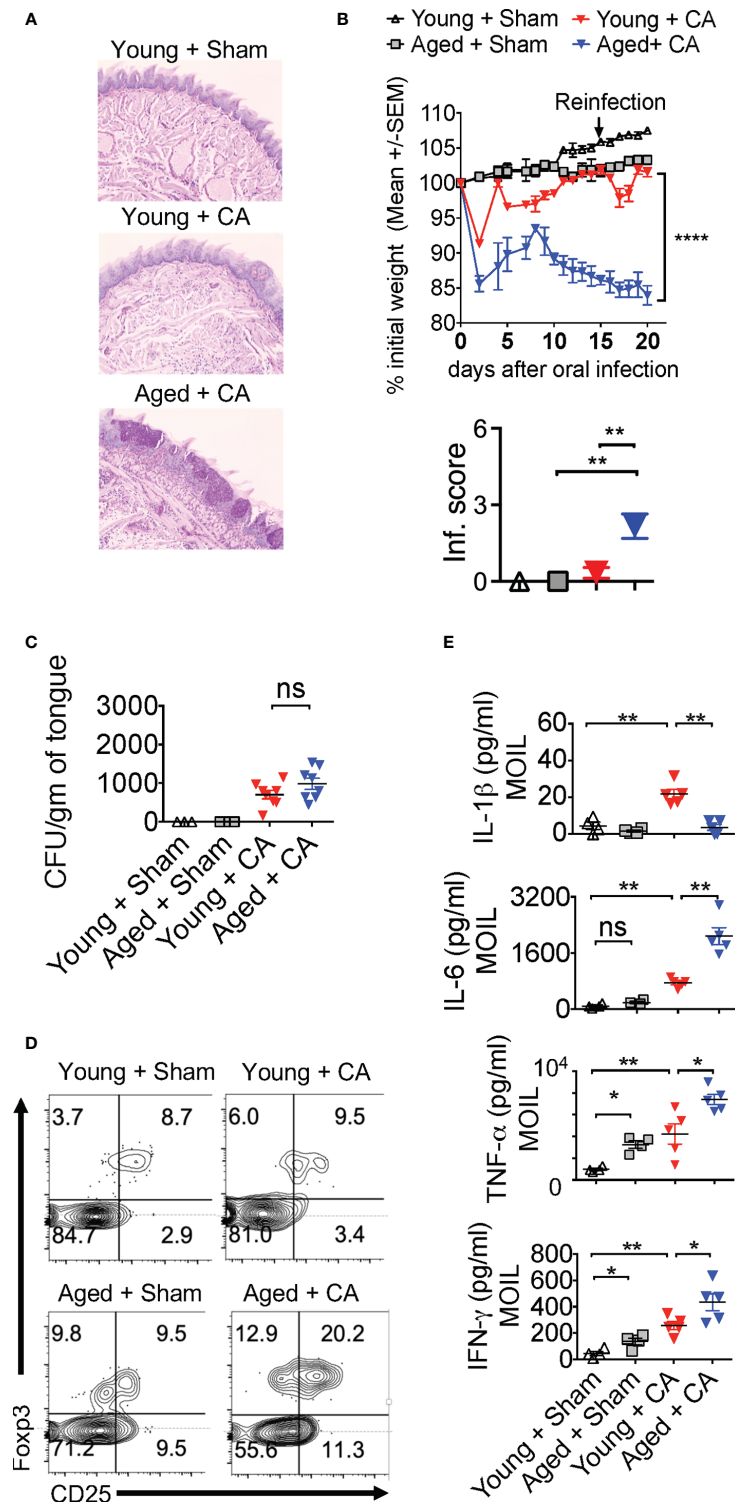 A
Young + Sham
Young + CA
Aged + CA
B
Young + Sham
Young + CA
Aged + Sham
Aged+ CA
Reinfection
% initial weight (Mean +/-SEM)
110
105
100
95
90
85
80
****
0 5 10 15 20
days after oral infection
Inf. score
6
3
0
**
**
C
CFU/gm of tongue
3000
2000
1000
0
ns
Young + Sham
Aged + Sham
Young + CA
Aged + CA
D
Young + Sham
Young + CA
3.7 8.7
6.0 9.5
84.7 2.9
81.0 3.4
Aged + Sham
Aged + CA
9.8 9.5
12.9 20.2
71.2 9.5
55.6 11.3
Foxp3
CD25
E
IL-1β (pg/ml)
MOIL
60
40
20
0
** **
IL-6 (pg/ml)
MOIL
3200
1600
0
** **
ns
TNF-α (pg/ml)
MOIL
10⁴
0
** *
*
IFN-γ (pg/ml)
MOIL
800
600
400
200
0
** *
*
Young + Sham
Aged + Sham
Young + CA
Aged + CA